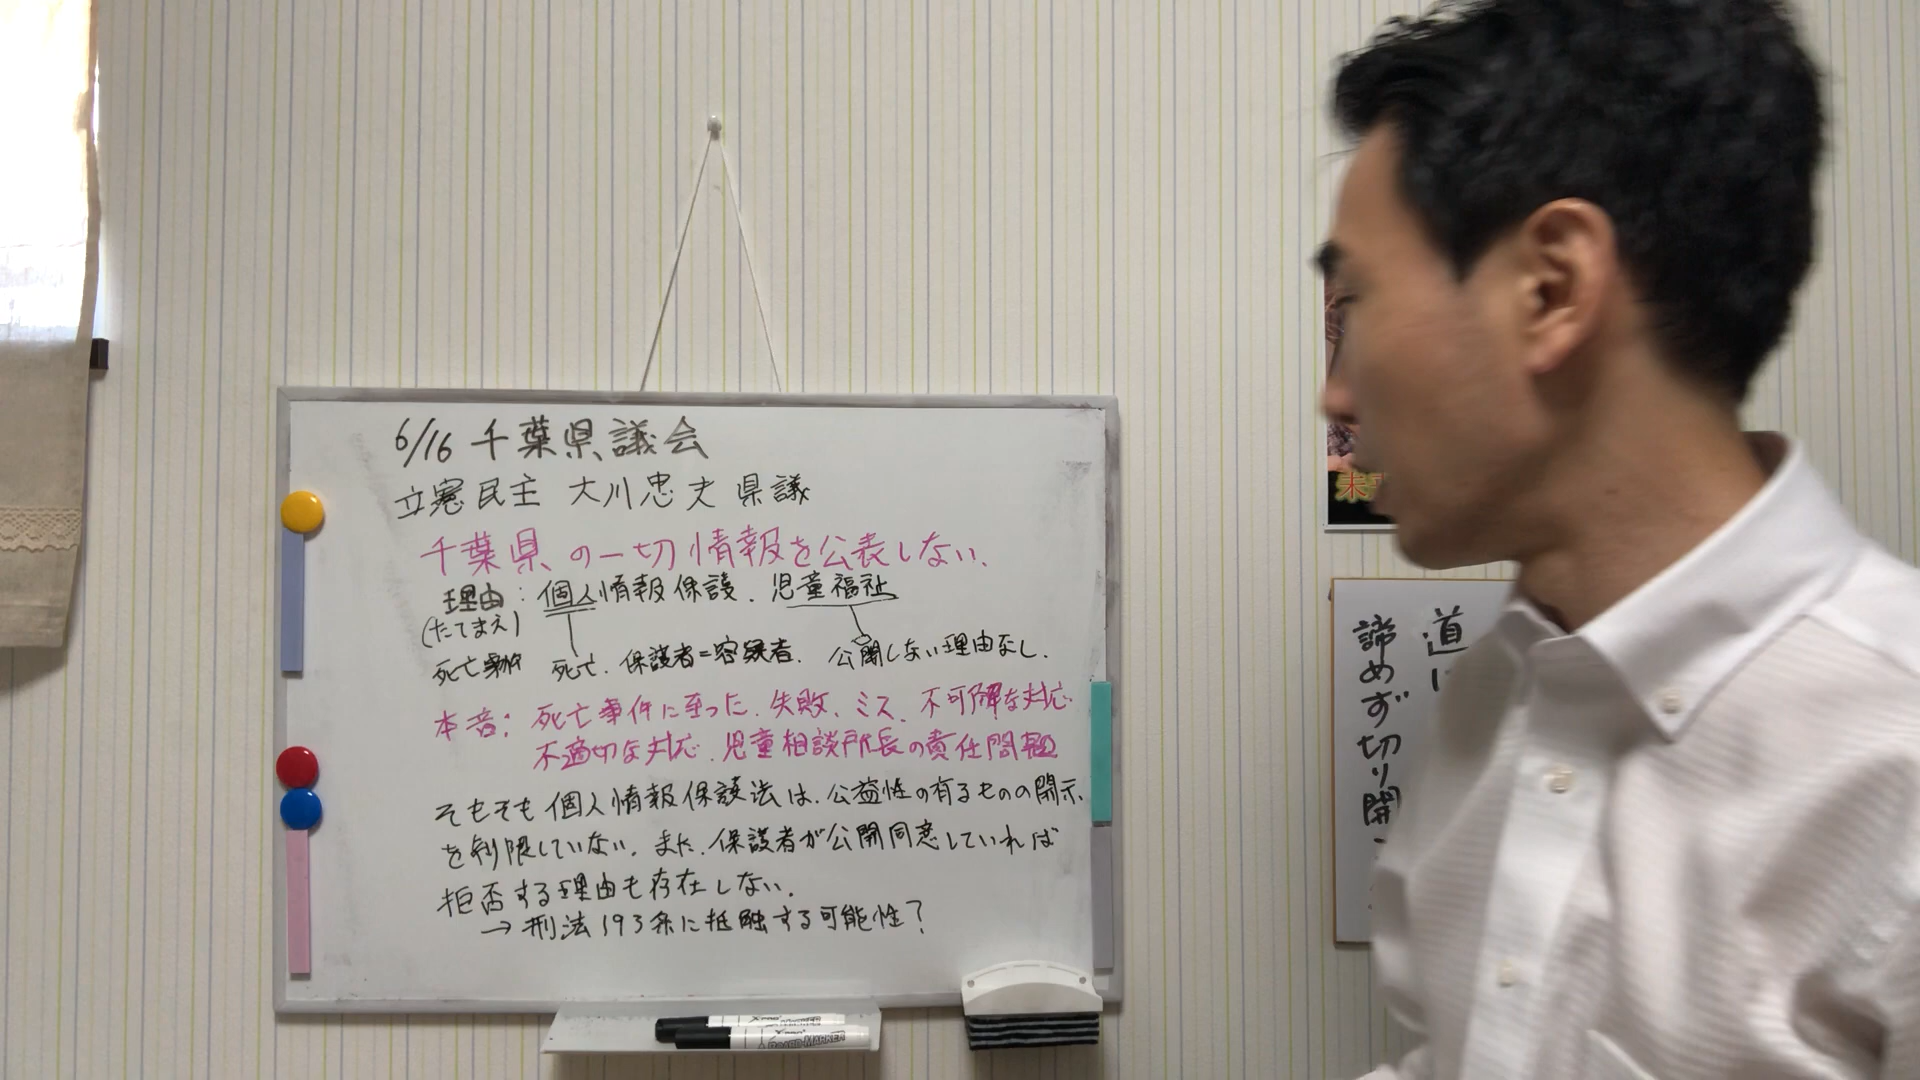 6/16 千葉県議会
立憲民主 大川忠夫 県議
千葉県の一切情報を公表しない.
理由: 個人情報保護. 児童福祉
(たてまえ)
死亡事件 死亡. 保護者=容疑者. 公開しない理由なし.
本音: 死亡事件に至った. 失敗. ミス. 不可解な対応
不適切な対応. 児童相談所長の責任問題
そもそも個人情報保護法は. 公益性の有るものの開示
を制限していない. また. 保護者が公開同意していれば
拒否する理由も存在しない.
→刑法193条に抵触する可能性?
BOARD-MARKER
BOARD-MARKER
未
道に
諦めず切り開